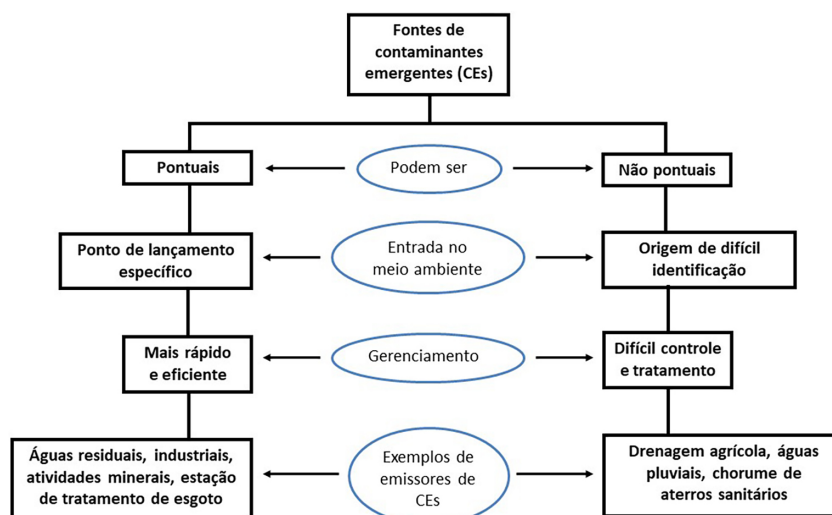 Fontes de
contaminantes
emergentes (CEs)
Pontuais
Podem ser
Não pontuais
Ponto de lançamento
específico
Entrada no
meio ambiente
Origem de difícil
identificação
Mais rápido
e eficiente
Gerenciamento
Difícil controle
e tratamento
Águas residuais, industriais,
atividades minerais, estação
de tratamento de esgoto
Exemplos de
emissores de
CEs
Drenagem agrícola, águas
pluviais, chorume de
aterros sanitários